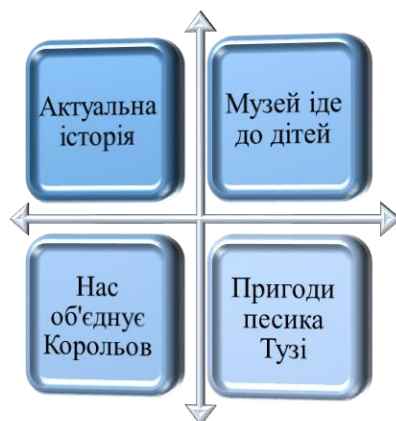 Актуальна
історія
Музей іде
до дітей
Нас
об'єднує
Корольов
Пригоди
песика
Тузі